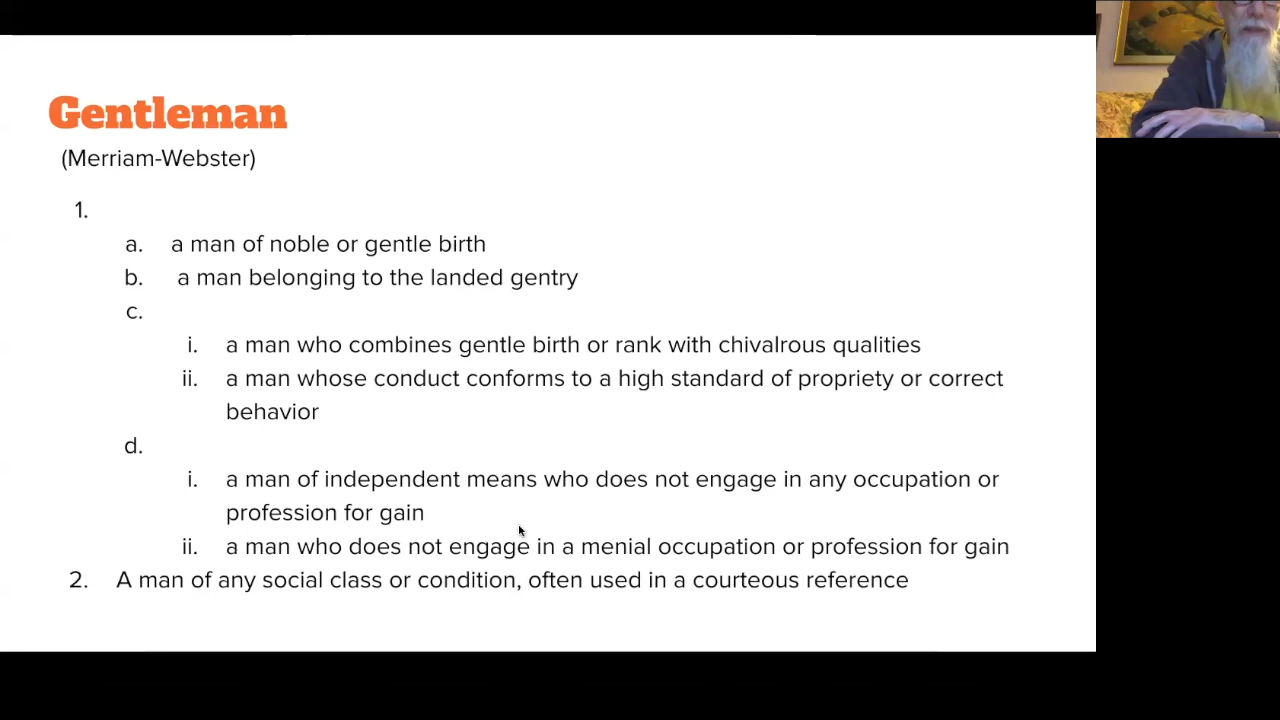 Gentleman
(Merriam-Webster)
1.
a. a man of noble or gentle birth
b. a man belonging to the landed gentry
c.
i. a man who combines gentle birth or rank with chivalrous qualities
ii. a man whose conduct conforms to a high standard of propriety or correct
behavior
d.
i. a man of independent means who does not engage in any occupation or
profession for gain
ii. a man who does not engage in a menial occupation or profession for gain
2. A man of any social class or condition, often used in a courteous reference